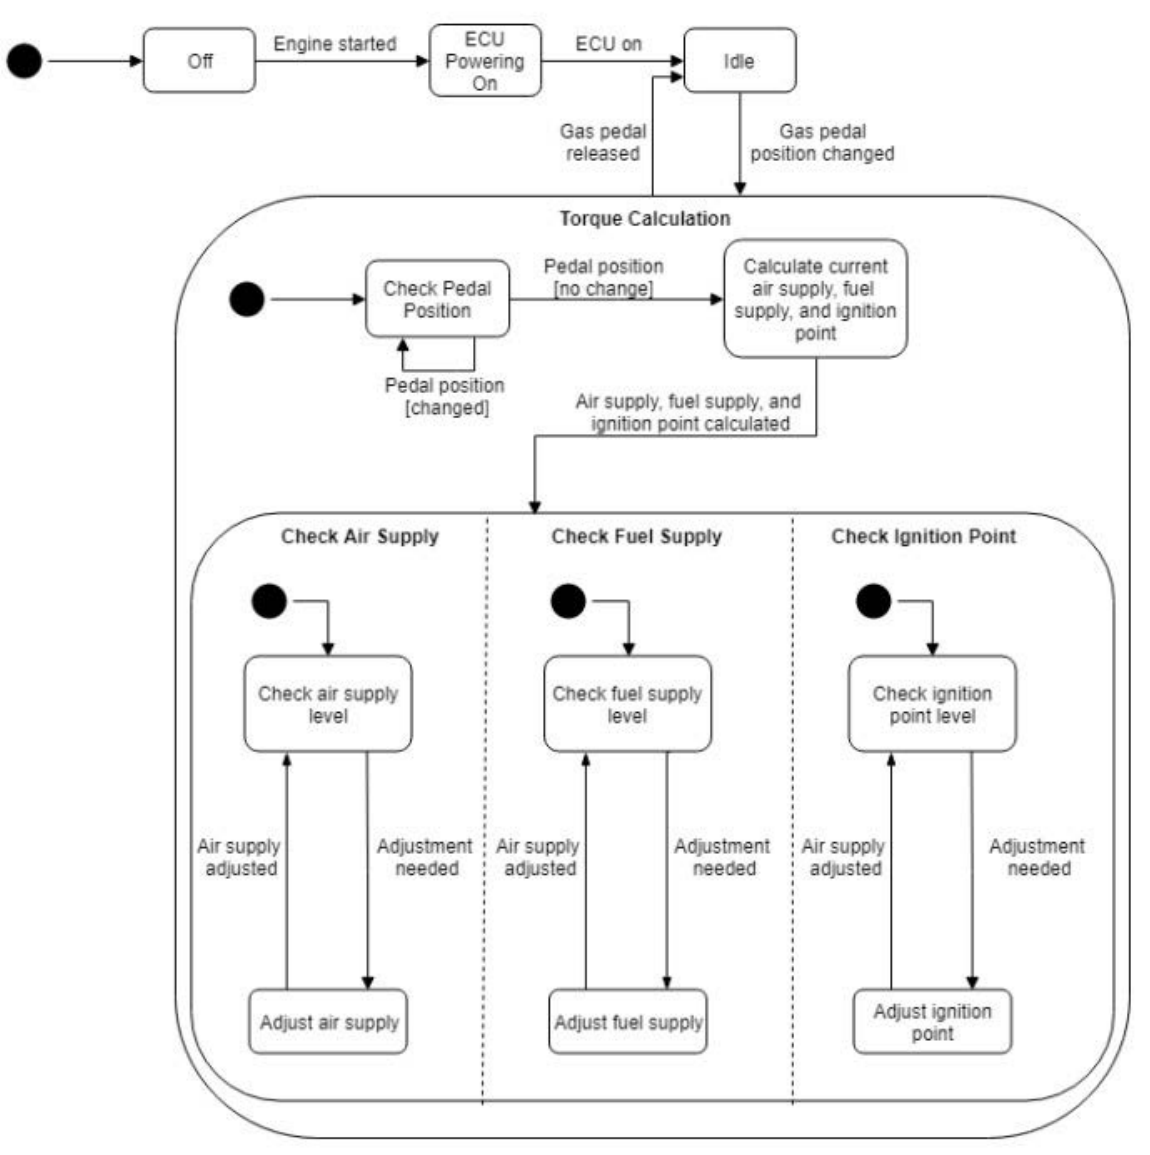 Off
Engine started
ECU
Powering
On
ECU on
Idle
Gas pedal
released
Gas pedal
position changed
Torque Calculation
Check Pedal
Position
Pedal position
[no change]
Calculate current
air supply, fuel
supply, and ignition
point
Pedal position
[changed]
Air supply, fuel supply, and
ignition point calculated
Check Air Supply
Check Fuel Supply
Check Ignition Point
Check air supply
level
Check fuel supply
level
Check ignition
point level
Air supply
adjusted
Adjustment
needed
Air supply
adjusted
Adjustment
needed
Air supply
adjusted
Adjustment
needed
Adjust air supply
Adjust fuel supply
Adjust ignition
point